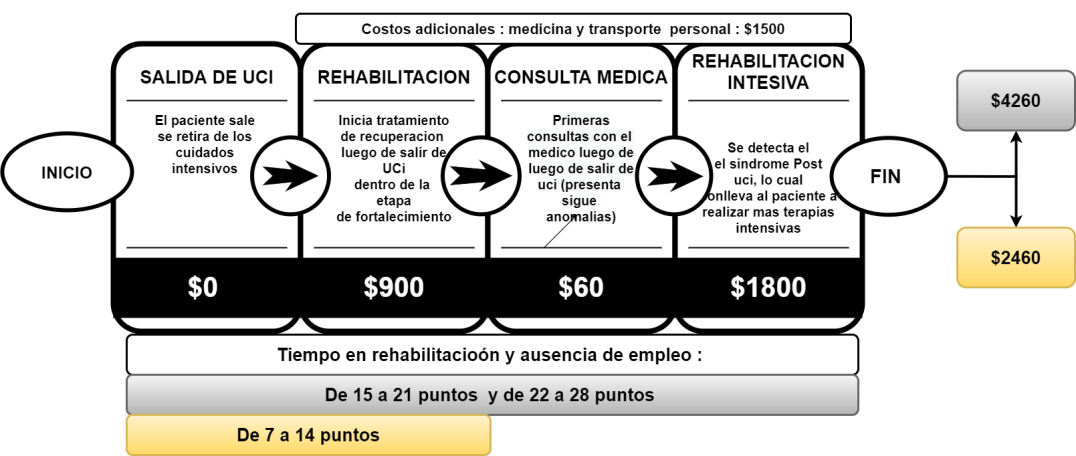 Costos adicionales : medicina y transporte personal : $1500
SALIDA DE UCI
El paciente sale
se retira de los
cuidados
intensivos
REHABILITACION
Inicia tratamiento
de recuperacion
luego de salir de
UCi
dentro de la
etapa
de fortalecimiento
CONSULTA MEDICA
Primeras
consultas con el
medico luego de
luego de salir de
uci (presenta
sigue
anomalias)
REHABILITACION
INTESIVA
Se detecta el
el sindrome Post
uci, lo cual
onlleva al paciente a
realizar mas terapias
intensivas
INICIO
FIN
$4260
$2460
$0
$900
$60
$1800
Tiempo en rehabilitacioón y ausencia de empleo :
De 15 a 21 puntos y de 22 a 28 puntos
De 7 a 14 puntos